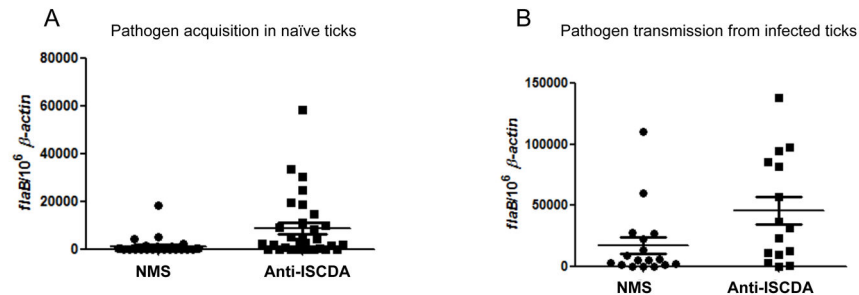 A
Pathogen acquisition in naïve ticks
80000
60000
40000
20000
0
flaB/10⁶ β-actin
NMS
Anti-ISCDA
B
Pathogen transmission from infected ticks
150000
100000
50000
0
flaB/10⁶ β-actin
NMS
Anti-ISCDA